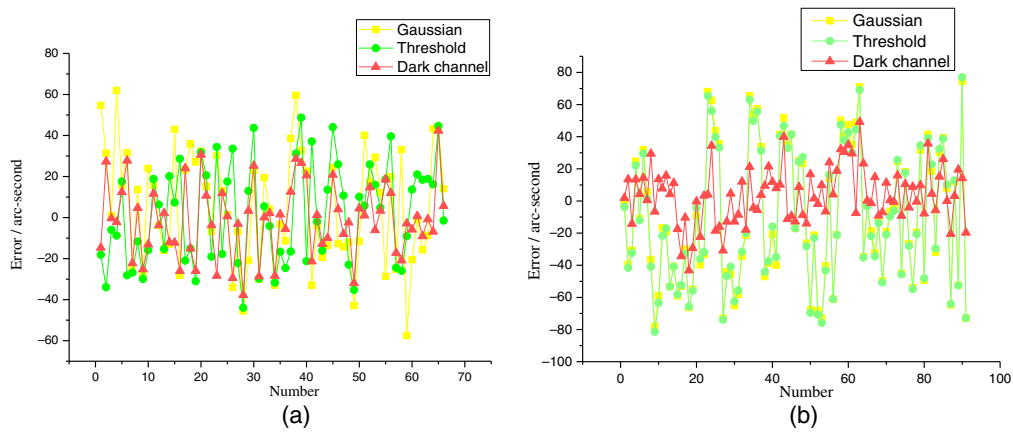 Gaussian
Threshold
Dark channel
80
60
40
20
0
−20
−40
−60
Error / arc-second
0 10 20 30 40 50 60 70
Number
(a)
Gaussian
Threshold
Dark channel
80
60
40
20
0
−20
−40
−60
−80
−100
Error / arc-second
0 20 40 60 80 100
Number
(b)